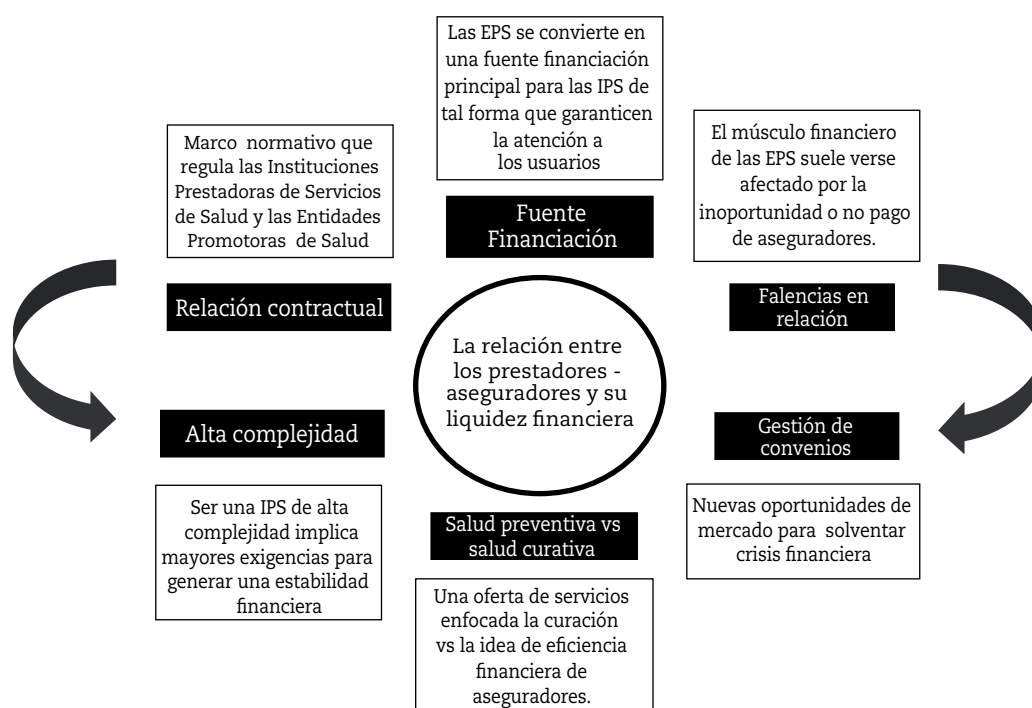 Las EPS se convierte en
una fuente financiación
principal para las IPS de
tal forma que garanticen
la atención a
los usuarios
Fuente
Financiación
Marco normativo que
regula las Instituciones
Prestadoras de Servicios
de Salud y las Entidades
Promotoras de Salud
Relación contractual
El músculo financiero
de las EPS suele verse
afectado por la
inoportunidad o no pago
de aseguradores.
Falencias en
relación
La relación entre
los prestadores -
aseguradores y su
liquidez financiera
Alta complejidad
Ser una IPS de alta
complejidad implica
mayores exigencias para
generar una estabilidad
financiera
Salud preventiva vs
salud curativa
Una oferta de servicios
enfocada la curación
vs la idea de eficiencia
financiera de
aseguradores.
Gestión de
convenios
Nuevas oportunidades de
mercado para solventar
crisis financiera